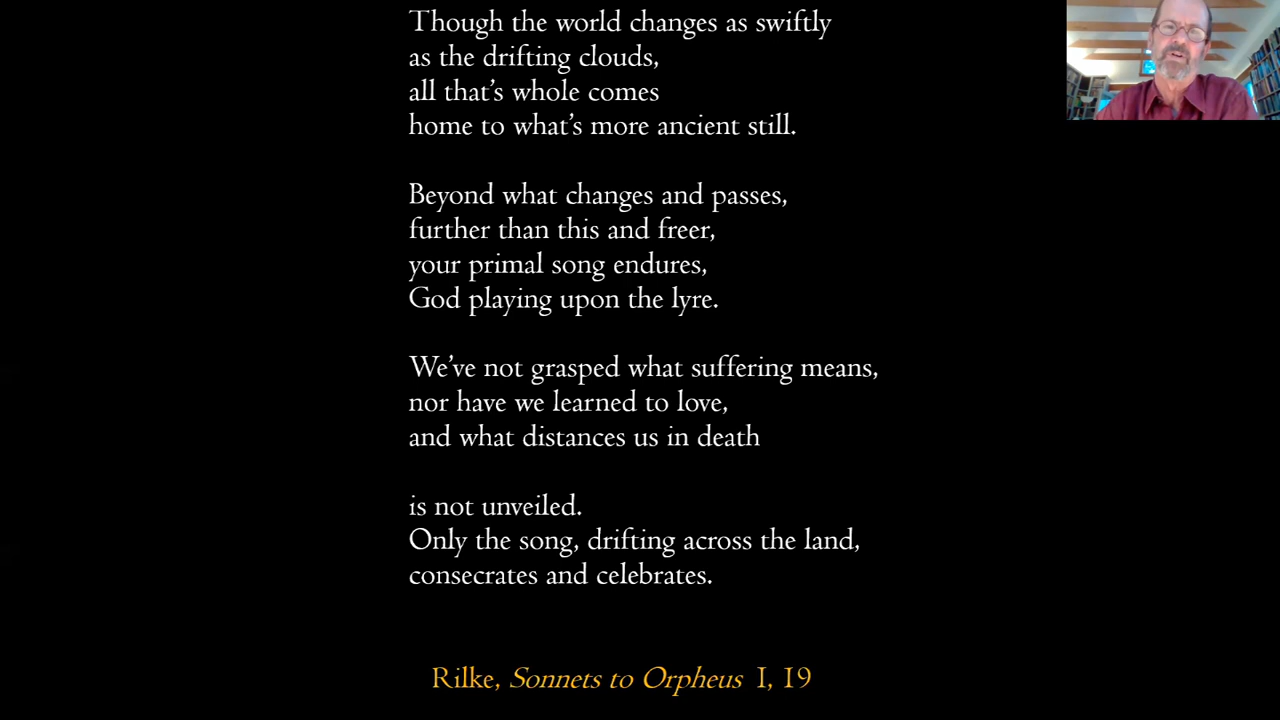 Though the world changes as swiftly
as the drifting clouds,
all that's whole comes
home to what's more ancient still.
Beyond what changes and passes,
further than this and freer,
your primal song endures,
God playing upon the lyre.
We've not grasped what suffering means,
nor have we learned to love,
and what distances us in death
is not unveiled.
Only the song, drifting across the land,
consecrates and celebrates.
Rilke, Sonnets to Orpheus I, 19